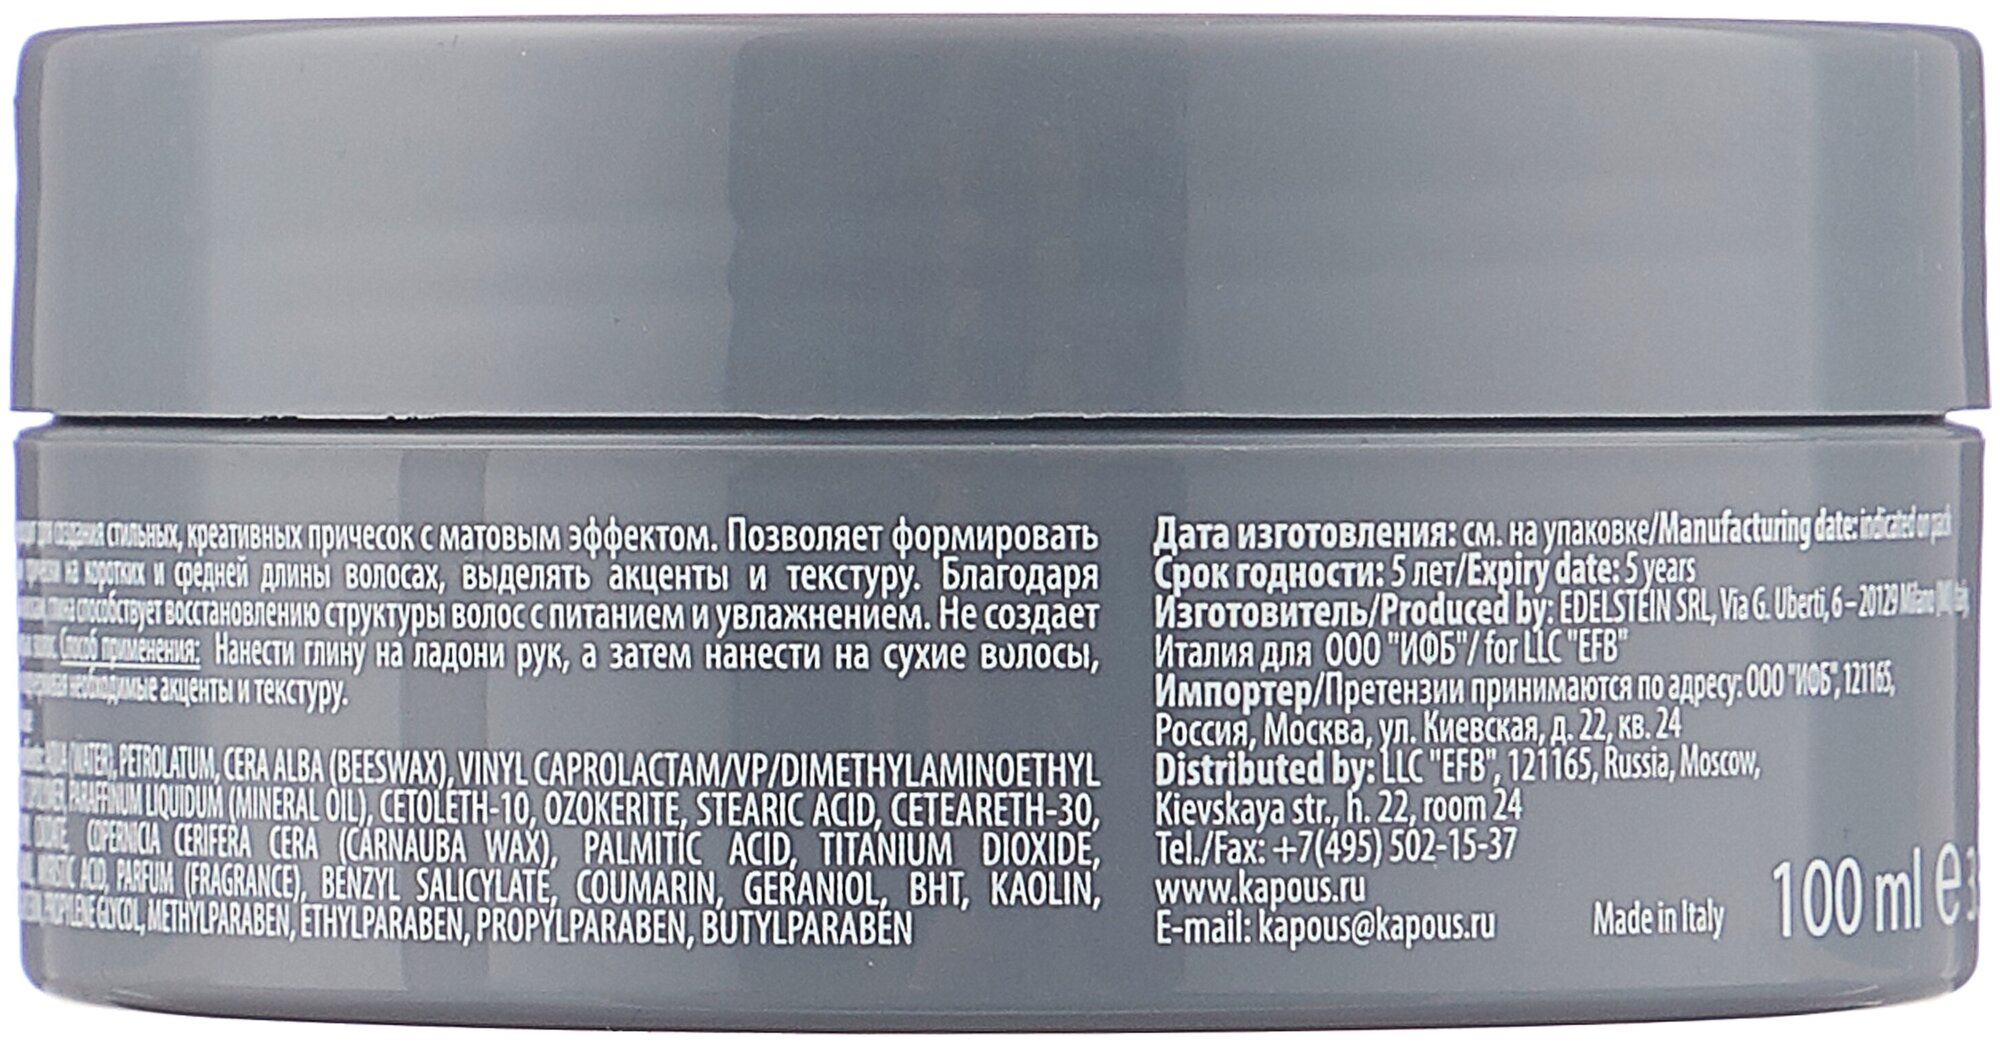 для создания стильных, креативных причесок с матовым эффектом. Позволяет формировать
прически на коротких и средней длины волосах, выделять акценты и текстуру. Благодаря
глина способствует восстановлению структуры волос с питанием и увлажнением. Не создает
Способ применения: Нанести глину на ладони рук, а затем нанести на сухие волосы,
необходимые акценты и текстуру.
AQUA (WATER), PETROLATUM, CERA ALBA (BEESWAX), VINYL CAPROLACTAM/VP/DIMETHYLAMINOETHYL
PARAFFINUM LIQUIDUM (MINERAL OIL), CETOLETH-10, OZOKERITE, STEARIC ACID, CETEARETH-30,
COPERNICIA CERIFERA CERA (CARNAUBA WAX), PALMITIC ACID, TITANIUM DIOXIDE,
MYRISTIC ACID, PARFUM (FRAGRANCE), BENZYL SALICYLATE, COUMARIN, GERANIOL, BHT, KAOLIN,
PROPYLENE GLYCOL, METHYLPARABEN, ETHYLPARABEN, PROPYLPARABEN, BUTYLPARABEN
Дата изготовления: см. на упаковке/Manufacturing date: indicated on pack
Срок годности: 5 лет/Expiry date: 5 years
Изготовитель/Produced by: EDELSTEIN SRL, Via G. Uberti, 6 – 20129 Milano (MI) Italy,
Италия для ООО "ИФБ"/ for LLC "EFB"
Импортер/Претензии принимаются по адресу: ООО "ИФБ", 121165,
Россия, Москва, ул. Киевская, д. 22, кв. 24
Distributed by: LLC "EFB", 121165, Russia, Moscow,
Kievskaya str., h. 22, room 24
Tel./Fax: +7(495) 502-15-37
www.kapous.ru
E-mail: kapous@kapous.ru
Made in Italy
100 ml e